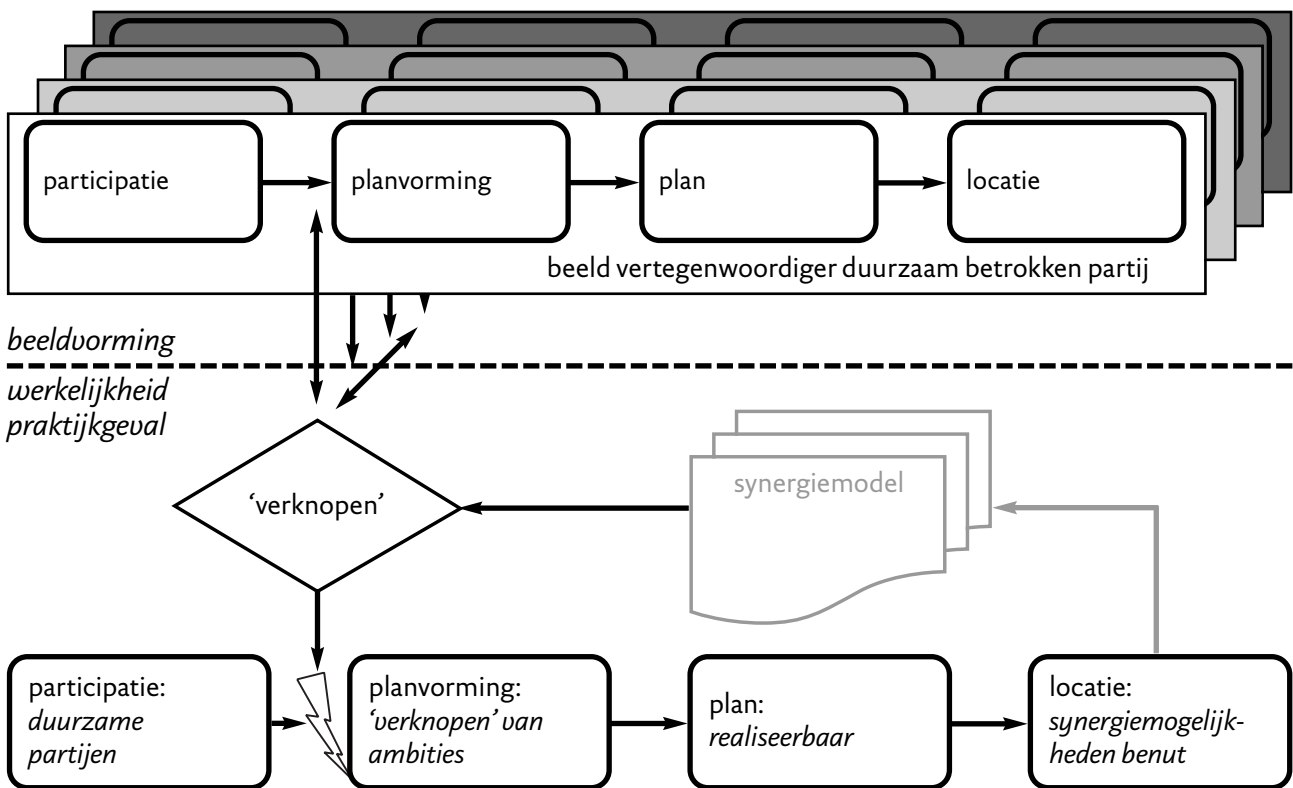 participatie
planvorming
plan
locatie
beeld vertegenwoordiger duurzaam betrokken partij
beeldvorming
werkelijkheid
praktijkgeval
synergiemodel
‘verknopen’
participatie:
duurzame
partijen
planvorming:
‘verknopen’ van
ambities
plan:
realiseerbaar
locatie:
synergiemogelijk-
heden benut